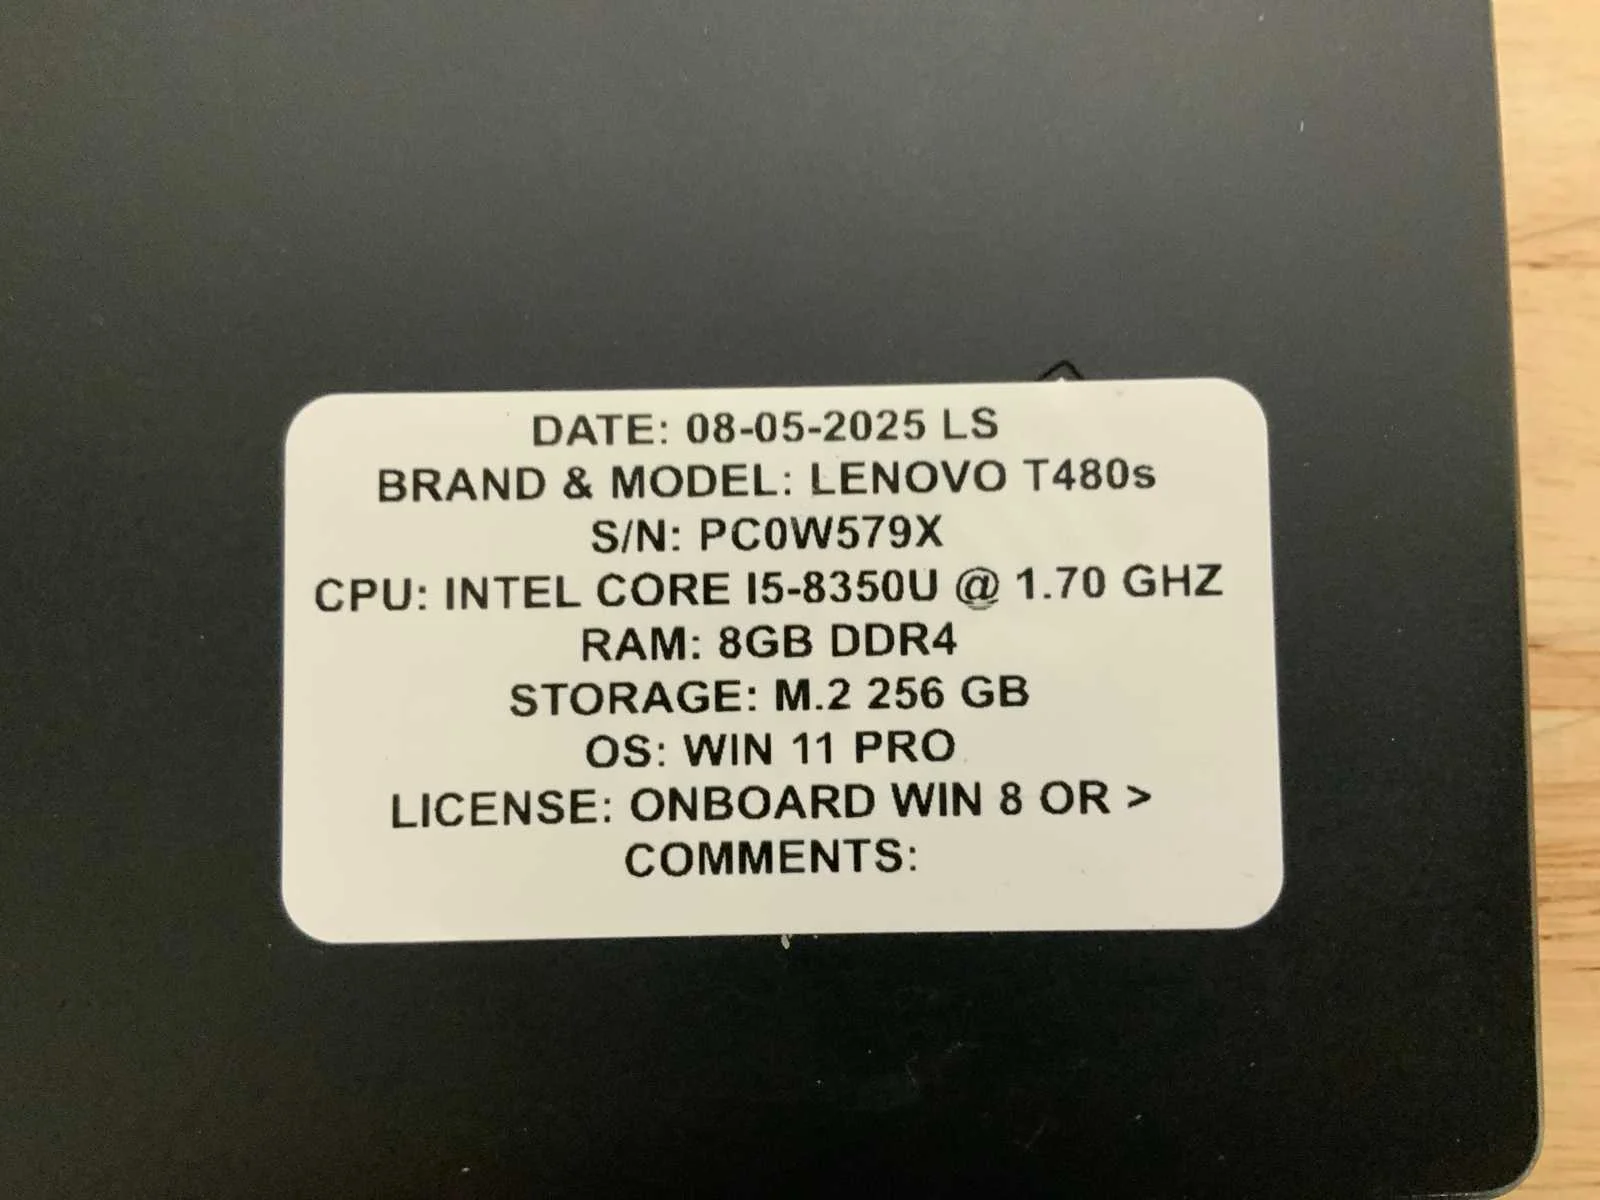 DATE: 08-05-2025 LS
BRAND & MODEL: LENOVO T480s
S/N: PC0W579X
CPU: INTEL CORE I5-8350U @ 1.70 GHZ
RAM: 8GB DDR4
STORAGE: M.2 256 GB
OS: WIN 11 PRO
LICENSE: ONBOARD WIN 8 OR >
COMMENTS: